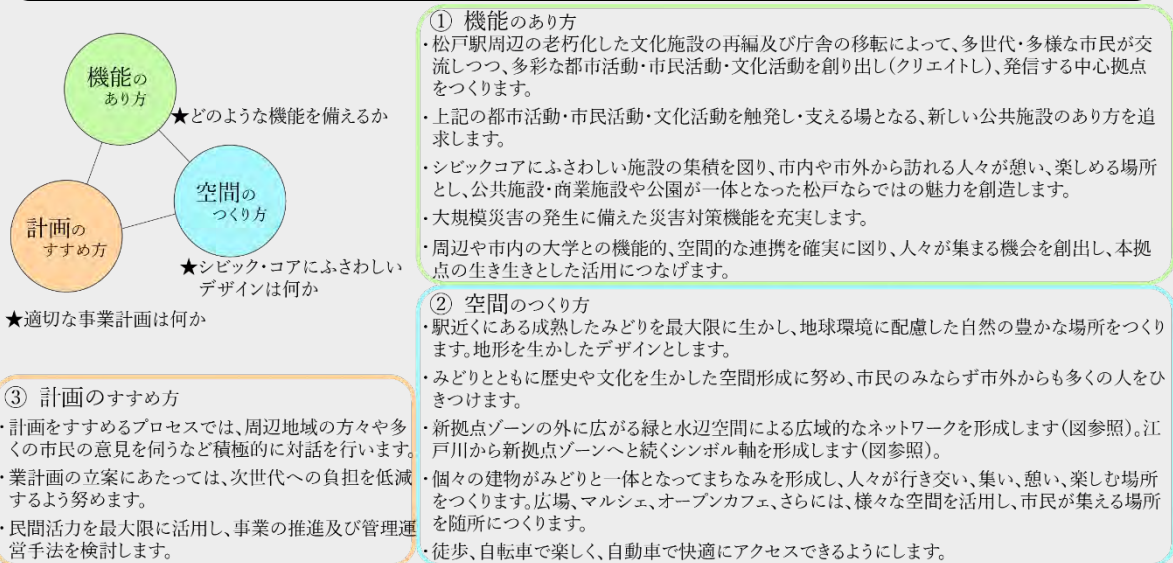 機能の
あり方
★どのような機能を備えるか
空間の
つくり方
計画の
すすめ方
★シビック・コアにふさわしい
デザインは何か
★適切な事業計画は何か
① 機能のあり方
・松戸駅周辺の老朽化した文化施設の再編及び庁舎の移転によって、多世代・多様な市民が交
流しつつ、多彩な都市活動・市民活動・文化活動を創り出し(クリエイトし)、発信する中心拠点
をつくります。
・上記の都市活動・市民活動・文化活動を触発し・支える場となる、新しい公共施設のあり方を追
求します。
・シビックコアにふさわしい施設の集積を図り、市内や市外から訪れる人々が憩い、楽しめる場所
とし、公共施設・商業施設や公園が一体となった松戸ならではの魅力を創造します。
・大規模災害の発生に備えた災害対策機能を充実します。
・周辺や市内の大学との機能的、空間的な連携を確実に図り、人々が集まる機会を創出し、本拠
点の生き生きとした活用につなげます。
② 空間のつくり方
・駅近くにある成熟したみどりを最大限に生かし、地球環境に配慮した自然の豊かな場所をつくり
ます。地形を生かしたデザインとします。
・みどりとともに歴史や文化を生かした空間形成に努め、市民のみならず市外からも多くの人をひ
きつけます。
・新拠点ゾーンの外に広がる緑と水辺空間による広域的なネットワークを形成します(図参照)。江
戸川から新拠点ゾーンへと続くシンボル軸を形成します(図参照)。
・個々の建物がみどりと一体となってまちなみを形成し、人々が行き交い、集い、憩い、楽しむ場所
をつくります。広場、マルシェ、オープンカフェ、さらには、様々な空間を活用し、市民が集える場所
を随所につくります。
・徒歩、自転車で楽しく、自動車で快適にアクセスできるようにします。
③ 計画のすすめ方
・計画をすすめるプロセスでは、周辺地域の方々や多
くの市民の意見を伺うなど積極的に対話を行います。
・業計画の立案にあたっては、次世代への負担を低減
するよう努めます。
・民間活力を最大限に活用し、事業の推進及び管理運
営手法を検討します。